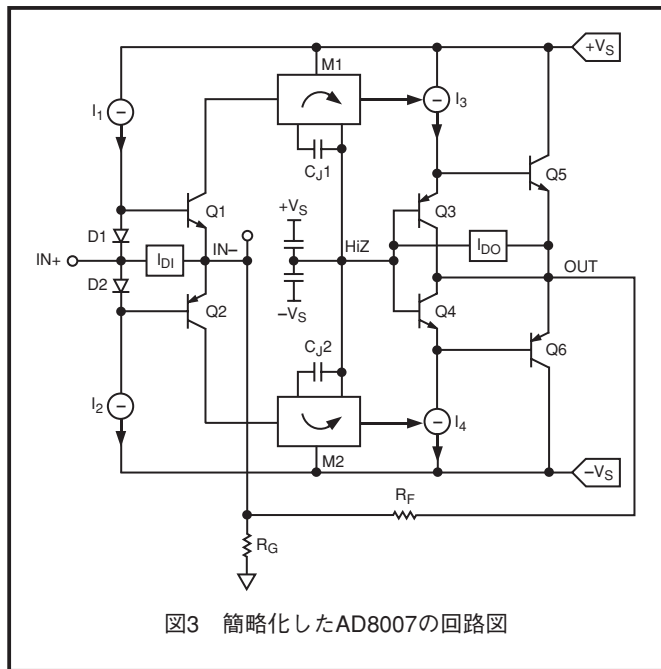 M1
+VS
I1
I3
CJ1
Q5
Q1
Q3
+VS
D1
IN–
HiZ
IDO
IN+
IDI
OUT
D2
–VS
Q4
Q2
Q6
CJ2
I2
I4
M2
–VS
RF
RG
図3 簡略化したAD8007の回路図